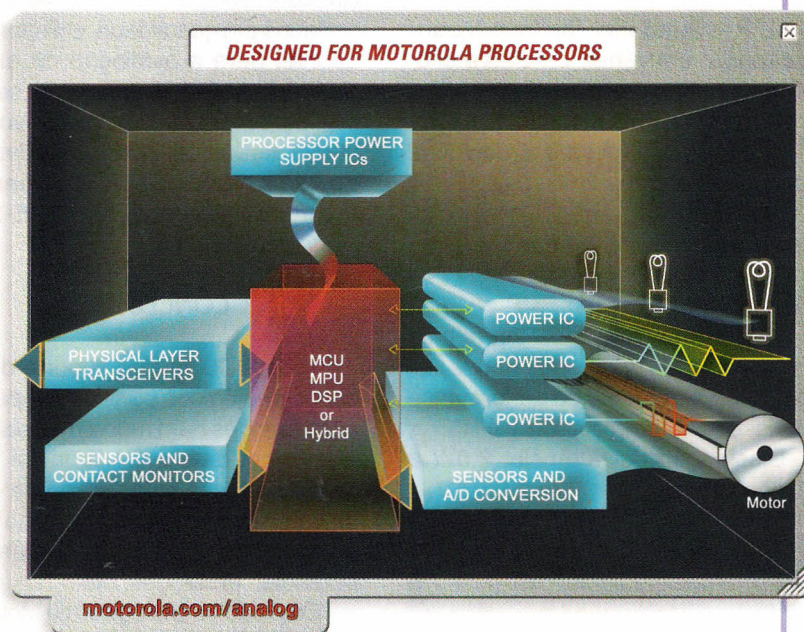 DESIGNED FOR MOTOROLA PROCESSORS
PROCESSOR POWER
SUPPLY ICs
PHYSICAL LAYER
TRANSCEIVERS
SENSORS AND
CONTACT MONITORS
MCU
MPU
DSP
or
Hybrid
POWER IC
POWER IC
POWER IC
SENSORS AND
A/D CONVERSION
Motor
motorola.com/analog